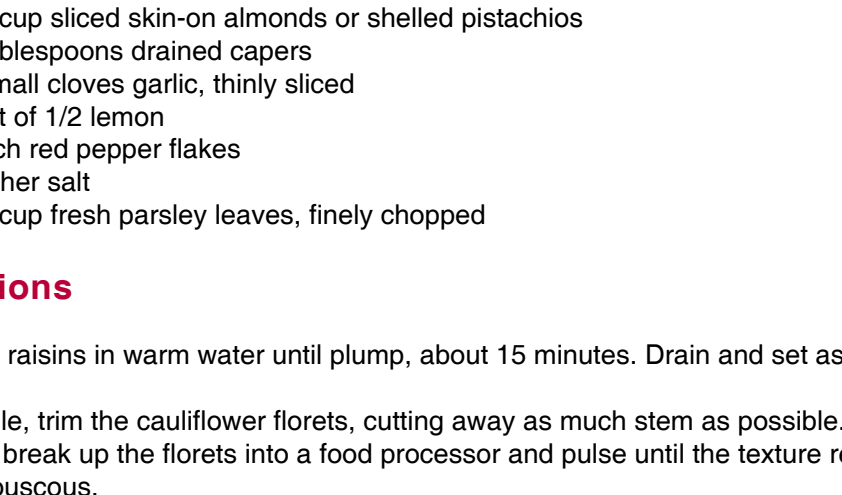 cup sliced skin-on almonds or shelled pistachios
blespoons drained capers
mall cloves garlic, thinly sliced
t of 1/2 lemon
ch red pepper flakes
her salt
cup fresh parsley leaves, finely chopped
ions
raisins in warm water until plump, about 15 minutes. Drain and set as
le, trim the cauliflower florets, cutting away as much stem as possible.
break up the florets into a food processor and pulse until the texture re
ouscous.